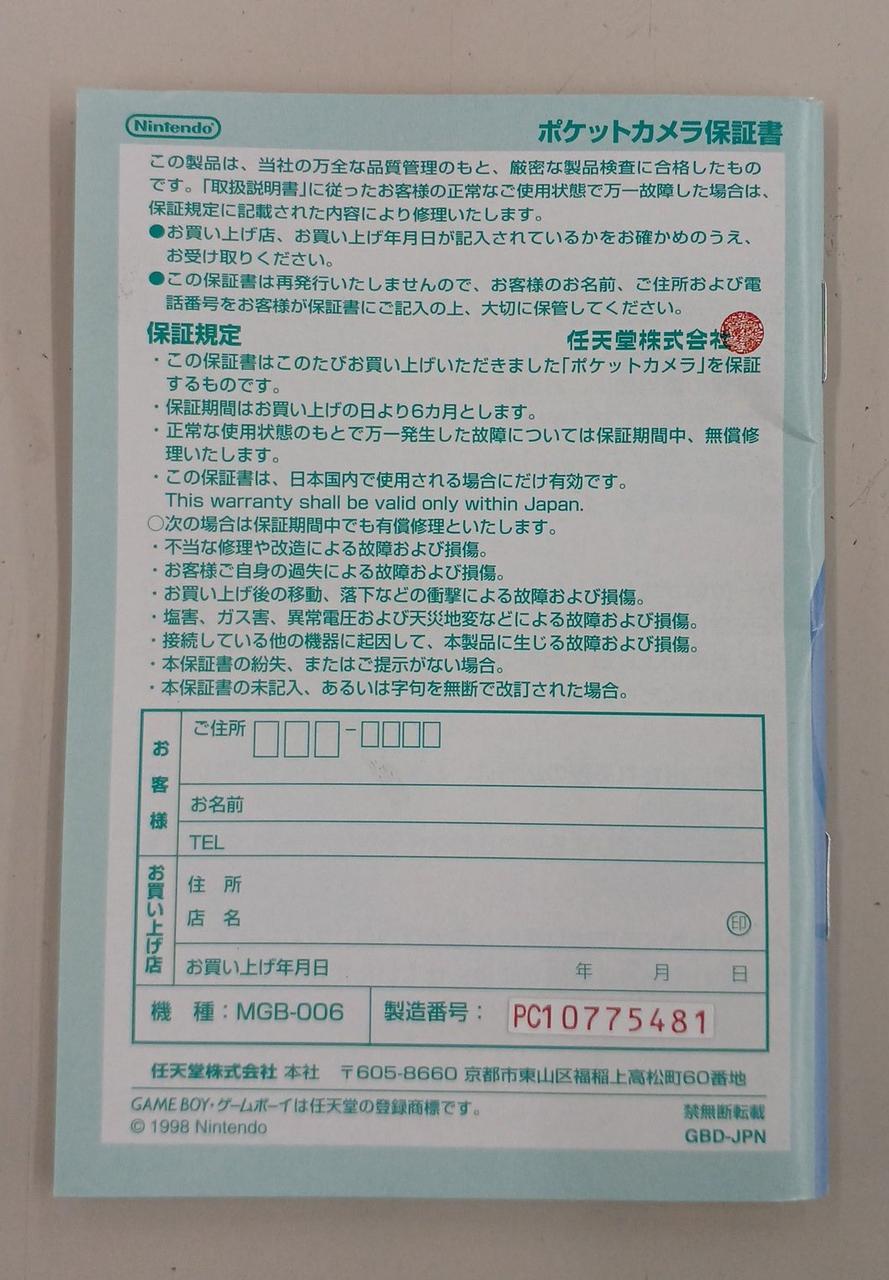 Nintendo
ポケットカメラ保証書
この製品は、当社の万全な品質管理のもと、厳密な製品検査に合格したもの
です。「取扱説明書」に従ったお客様の正常なご使用状態で万一故障した場合は、
保証規定に記載された内容により修理いたします。
●お買い上げ店、お買い上げ年月日が記入されているかをお確かめのうえ、
お受け取りください。
●この保証書は再発行いたしませんので、お客様のお名前、ご住所および電
話番号をお客様が保証書にご記入の上、大切に保管してください。
保証規定
任天堂株式会社
・この保証書はこのたびお買い上げいただきました「ポケットカメラ」を保証
するものです。
・保証期間はお買い上げの日より6カ月とします。
・正常な使用状態のもとで万一発生した故障については保証期間中、無償修
理いたします。
・この保証書は、日本国内で使用される場合にだけ有効です。
This warranty shall be valid only within Japan.
○次の場合は保証期間中でも有償修理といたします。
・不当な修理や改造による故障および損傷。
・お客様ご自身の過失による故障および損傷。
・お買い上げ後の移動、落下などの衝撃による故障および損傷。
・塩害、ガス害、異常電圧および天災地変などによる故障および損傷。
・接続している他の機器に起因して、本製品に生じる故障および損傷。
・本保証書の紛失、またはご提示がない場合。
・本保証書の未記入、あるいは字句を無断で改訂された場合。
お客様
ご住所 □□□-□□□□
お名前
TEL
お買い上げ店
住 所
店 名 ㊞
お買い上げ年月日 年 月 日
機 種:MGB-006 製造番号: PC10775481
任天堂株式会社 本社 〒605-8660 京都市東山区福稲上高松町60番地
GAME BOY・ゲームボーイは任天堂の登録商標です。
禁無断転載
© 1998 Nintendo
GBD-JPN